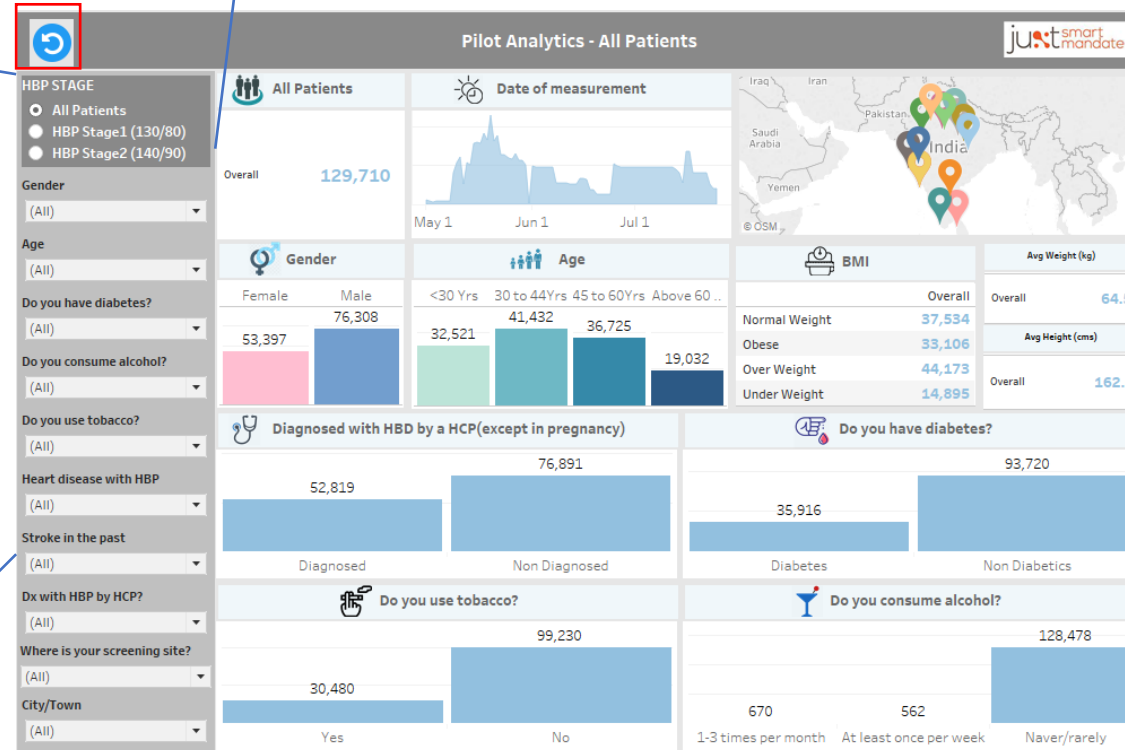 Pilot Analytics - All Patients
just smart
mandate
HBP STAGE
All Patients
HBP Stage1 (130/80)
HBP Stage2 (140/90)
Gender
(All)
Age
(All)
Do you have diabetes?
(All)
Do you consume alcohol?
(All)
Do you use tobacco?
(All)
Heart disease with HBP
(All)
Stroke in the past
(All)
Dx with HBP by HCP?
(All)
Where is your screening site?
(All)
City/Town
(All)
All Patients
Overall 129,710
Date of measurement
May 1 Jun 1 Jul 1
Iraq Iran
Pakistan
Saudi
Arabia
India
Yemen
© OSM
Gender
Female Male
53,397 76,308
Age
<30 Yrs 30 to 44Yrs 45 to 60Yrs Above 60 ..
32,521 41,432 36,725 19,032
BMI
Overall
Normal Weight 37,534
Obese 33,106
Over Weight 44,173
Under Weight 14,895
Avg Weight (kg)
Overall 64.
Avg Height (cms)
Overall 162.
Diagnosed with HBD by a HCP(except in pregnancy)
52,819 76,891
Diagnosed Non Diagnosed
Do you have diabetes?
35,916 93,720
Diabetes Non Diabetics
Do you use tobacco?
30,480 99,230
Yes No
Do you consume alcohol?
670 562 128,478
1-3 times per month At least once per week Naver/rarely